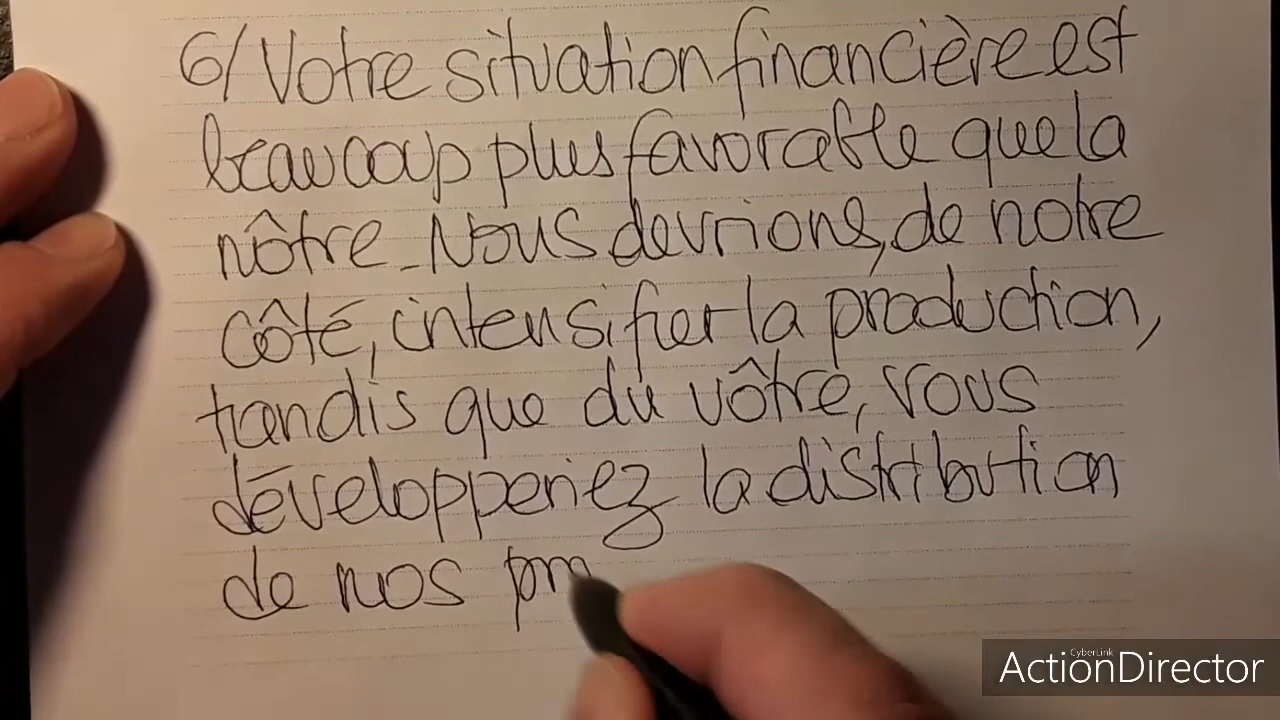 6/ Votre situation financière est
beaucoup plus favorable que la
nôtre. Nous devrions, de notre
côté, intensifier la production,
tandis que du vôtre, vous
développeriez la distribution
de nos
CyberLink
ActionDirector